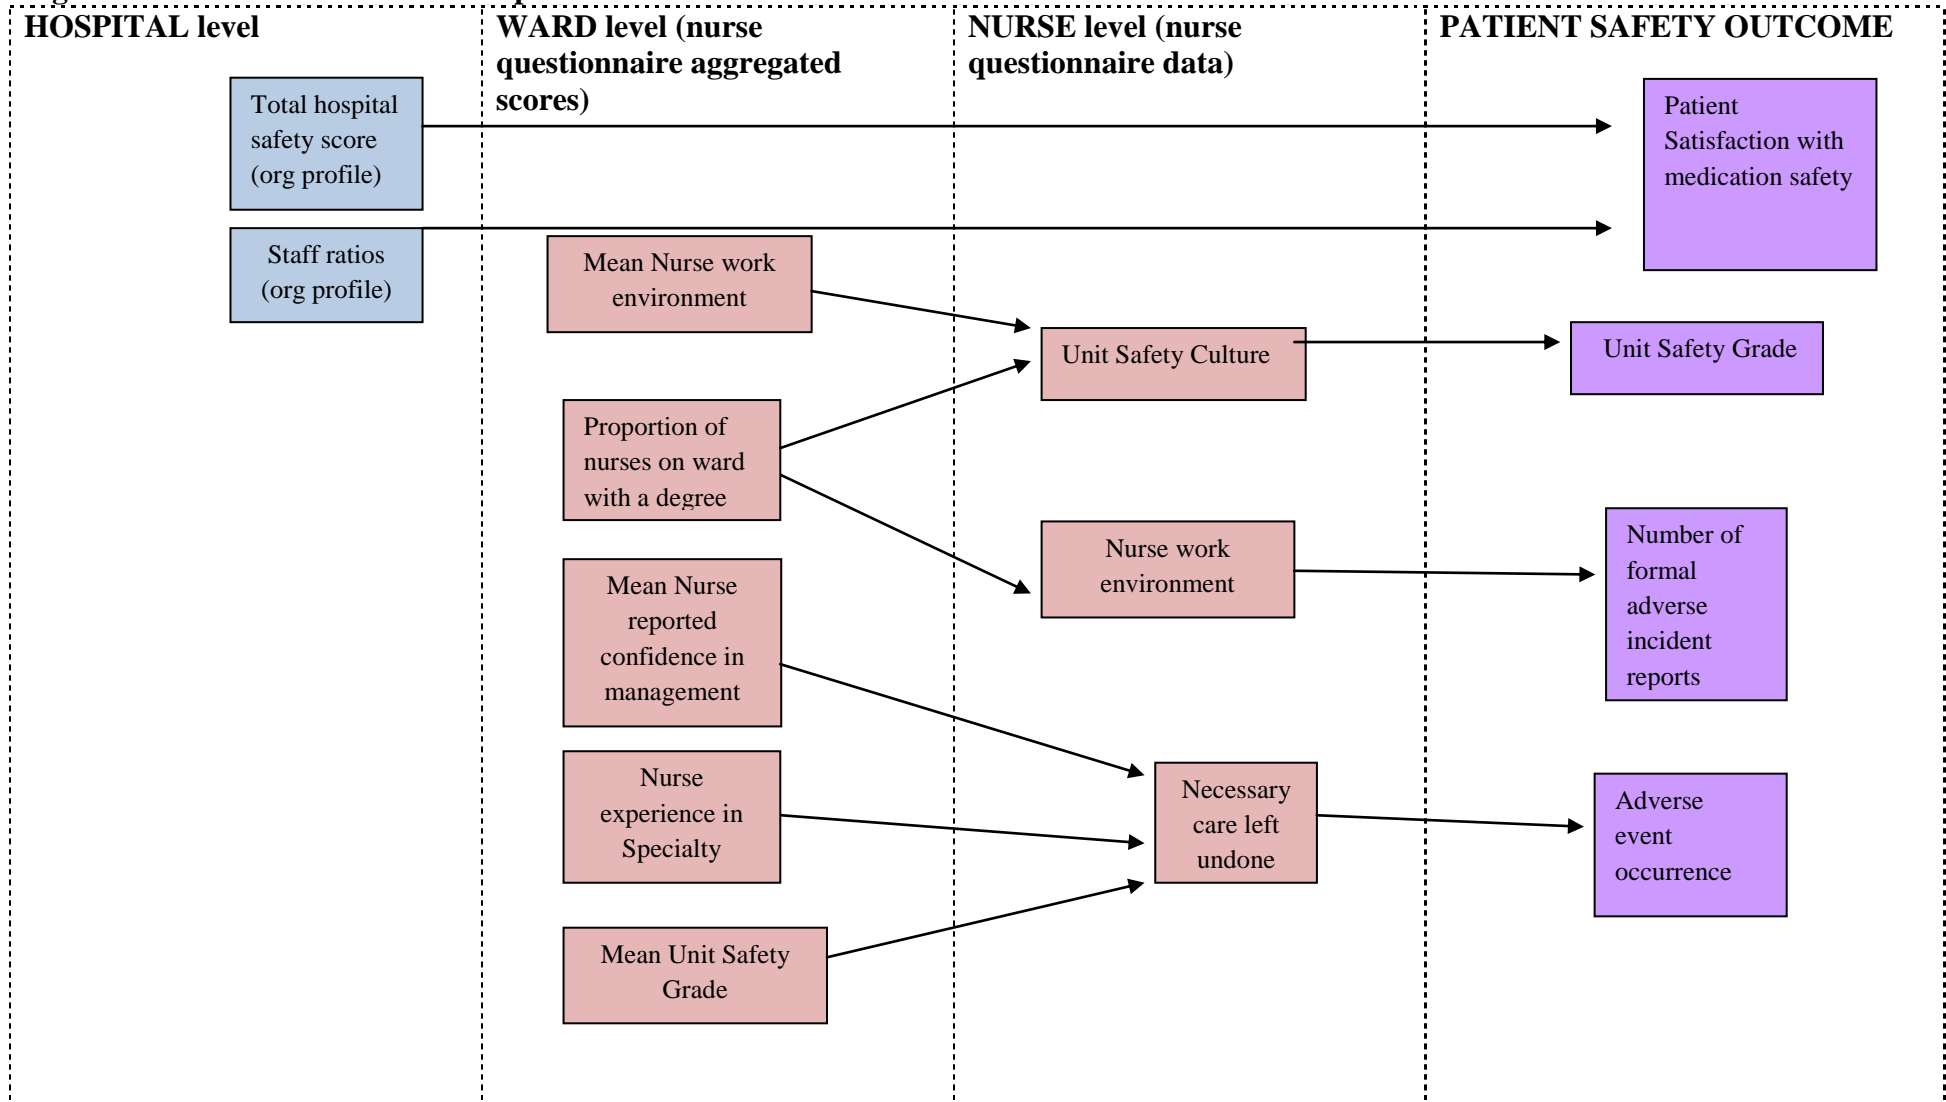 HOSPITAL level
WARD level (nurse
questionnaire aggregated
scores)
NURSE level (nurse
questionnaire data)
PATIENT SAFETY OUTCOME
Total hospital
safety score
(org profile)
Patient
Satisfaction with
medication safety
Staff ratios
(org profile)
Mean Nurse work
environment
Unit Safety Culture
Unit Safety Grade
Proportion of
nurses on ward
with a degree
Nurse work
environment
Number of
formal
adverse
incident
reports
Mean Nurse
reported
confidence in
management
Nurse
experience in
Specialty
Necessary
care left
undone
Adverse
event
occurrence
Mean Unit Safety
Grade